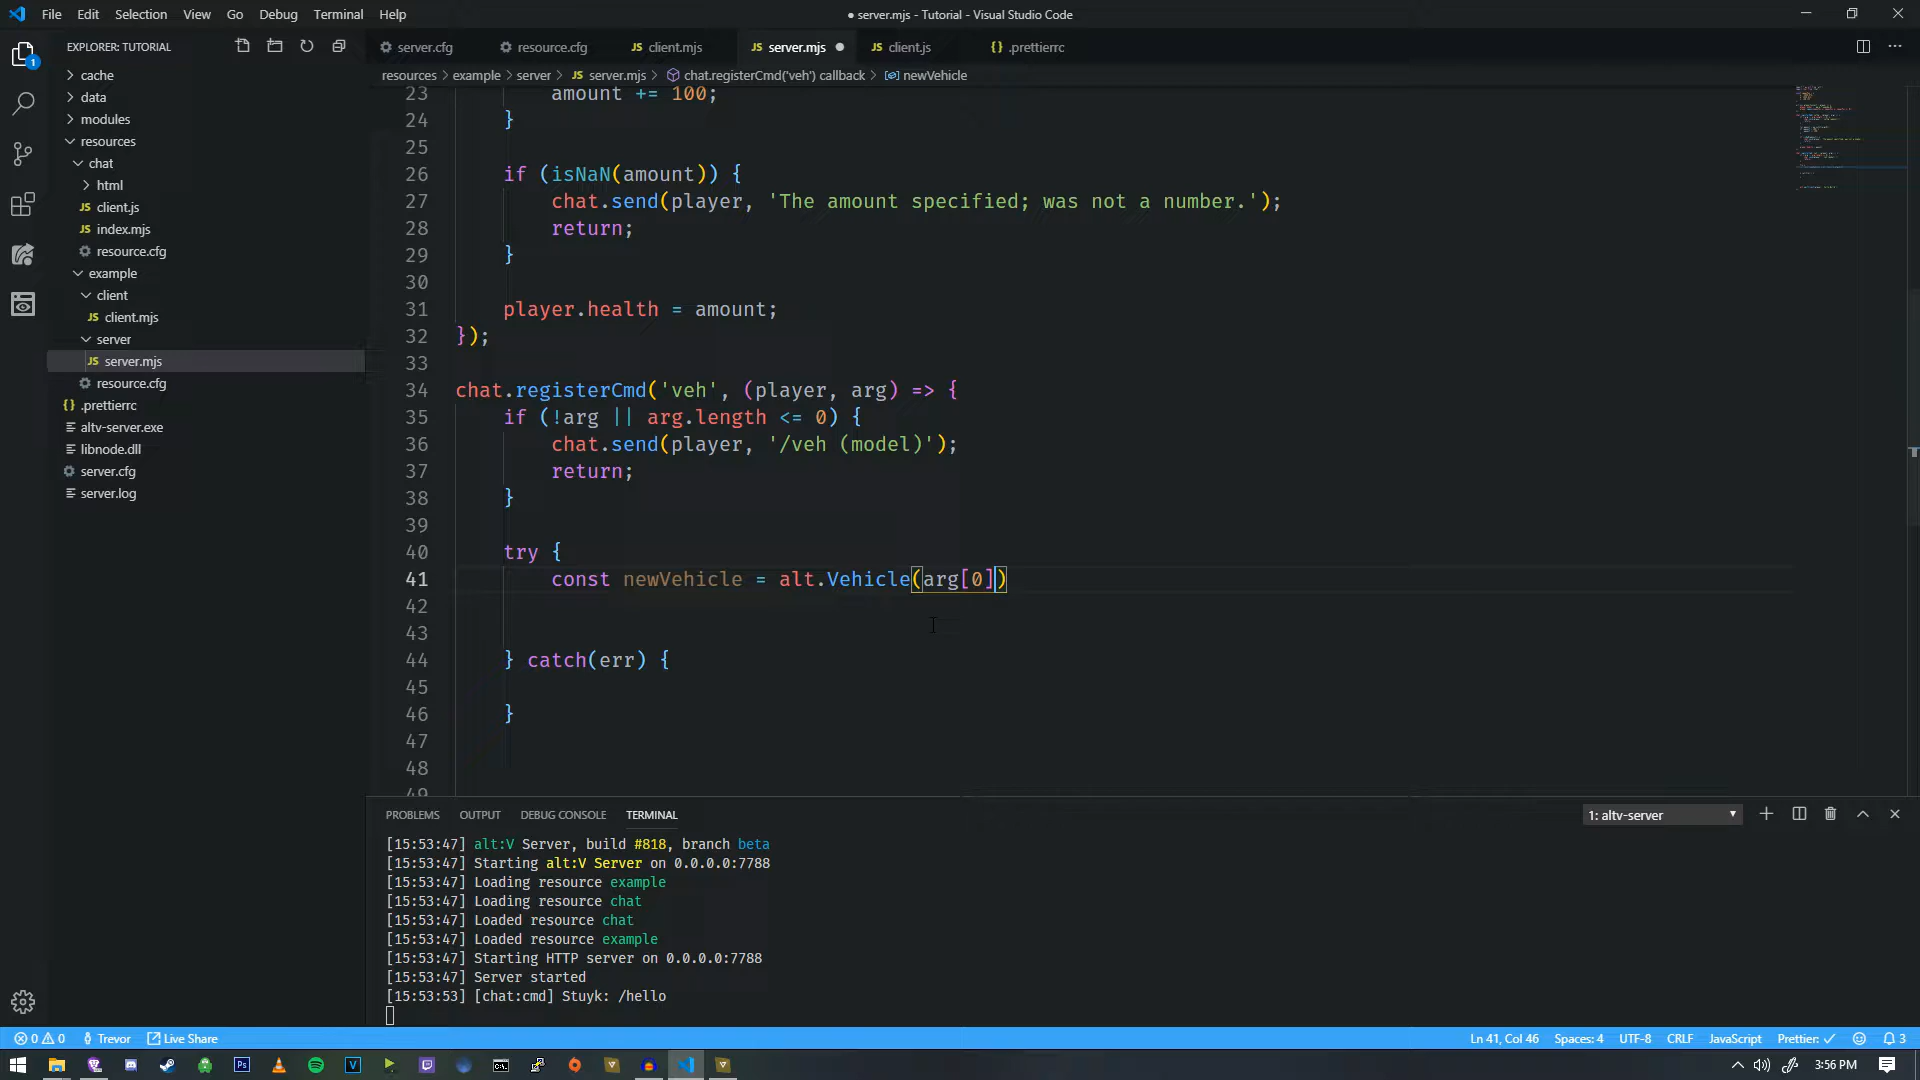 File Edit Selection View Go Debug Terminal Help
● server.mjs - Tutorial - Visual Studio Code
EXPLORER: TUTORIAL
cache
data
modules
resources
chat
html
JS client.js
JS index.mjs
resource.cfg
example
client
JS client.mjs
server
JS server.mjs
resource.cfg
{} .prettierrc
altv-server.exe
libnode.dll
server.cfg
server.log
1
server.cfg resource.cfg JS client.mjs JS server.mjs ● JS client.js {} .prettierrc
resources > example > server > JS server.mjs > chat.registerCmd('veh') callback > newVehicle
23 amount += 100;
24 }
25
26 if (isNaN(amount)) {
27 chat.send(player, 'The amount specified; was not a number.');
28 return;
29 }
30
31 player.health = amount;
32 });
33
34 chat.registerCmd('veh', (player, arg) => {
35 if (!arg || arg.length <= 0) {
36 chat.send(player, '/veh (model)');
37 return;
38 }
39
40 try {
41 const newVehicle = alt.Vehicle(arg[0])
42
43
44 } catch(err) {
45
46 }
47
48
49
PROBLEMS OUTPUT DEBUG CONSOLE TERMINAL
1: altv-server
[15:53:47] alt:V Server, build #818, branch beta
[15:53:47] Starting alt:V Server on 0.0.0.0:7788
[15:53:47] Loading resource example
[15:53:47] Loading resource chat
[15:53:47] Loaded resource chat
[15:53:47] Loaded resource example
[15:53:47] Starting HTTP server on 0.0.0.0:7788
[15:53:47] Server started
[15:53:53] [chat:cmd] Stuyk: /hello
0 0 Trevor Live Share
Ln 41, Col 46 Spaces: 4 UTF-8 CRLF JavaScript Prettier: ✓ 3
Ps V
3:56 PM